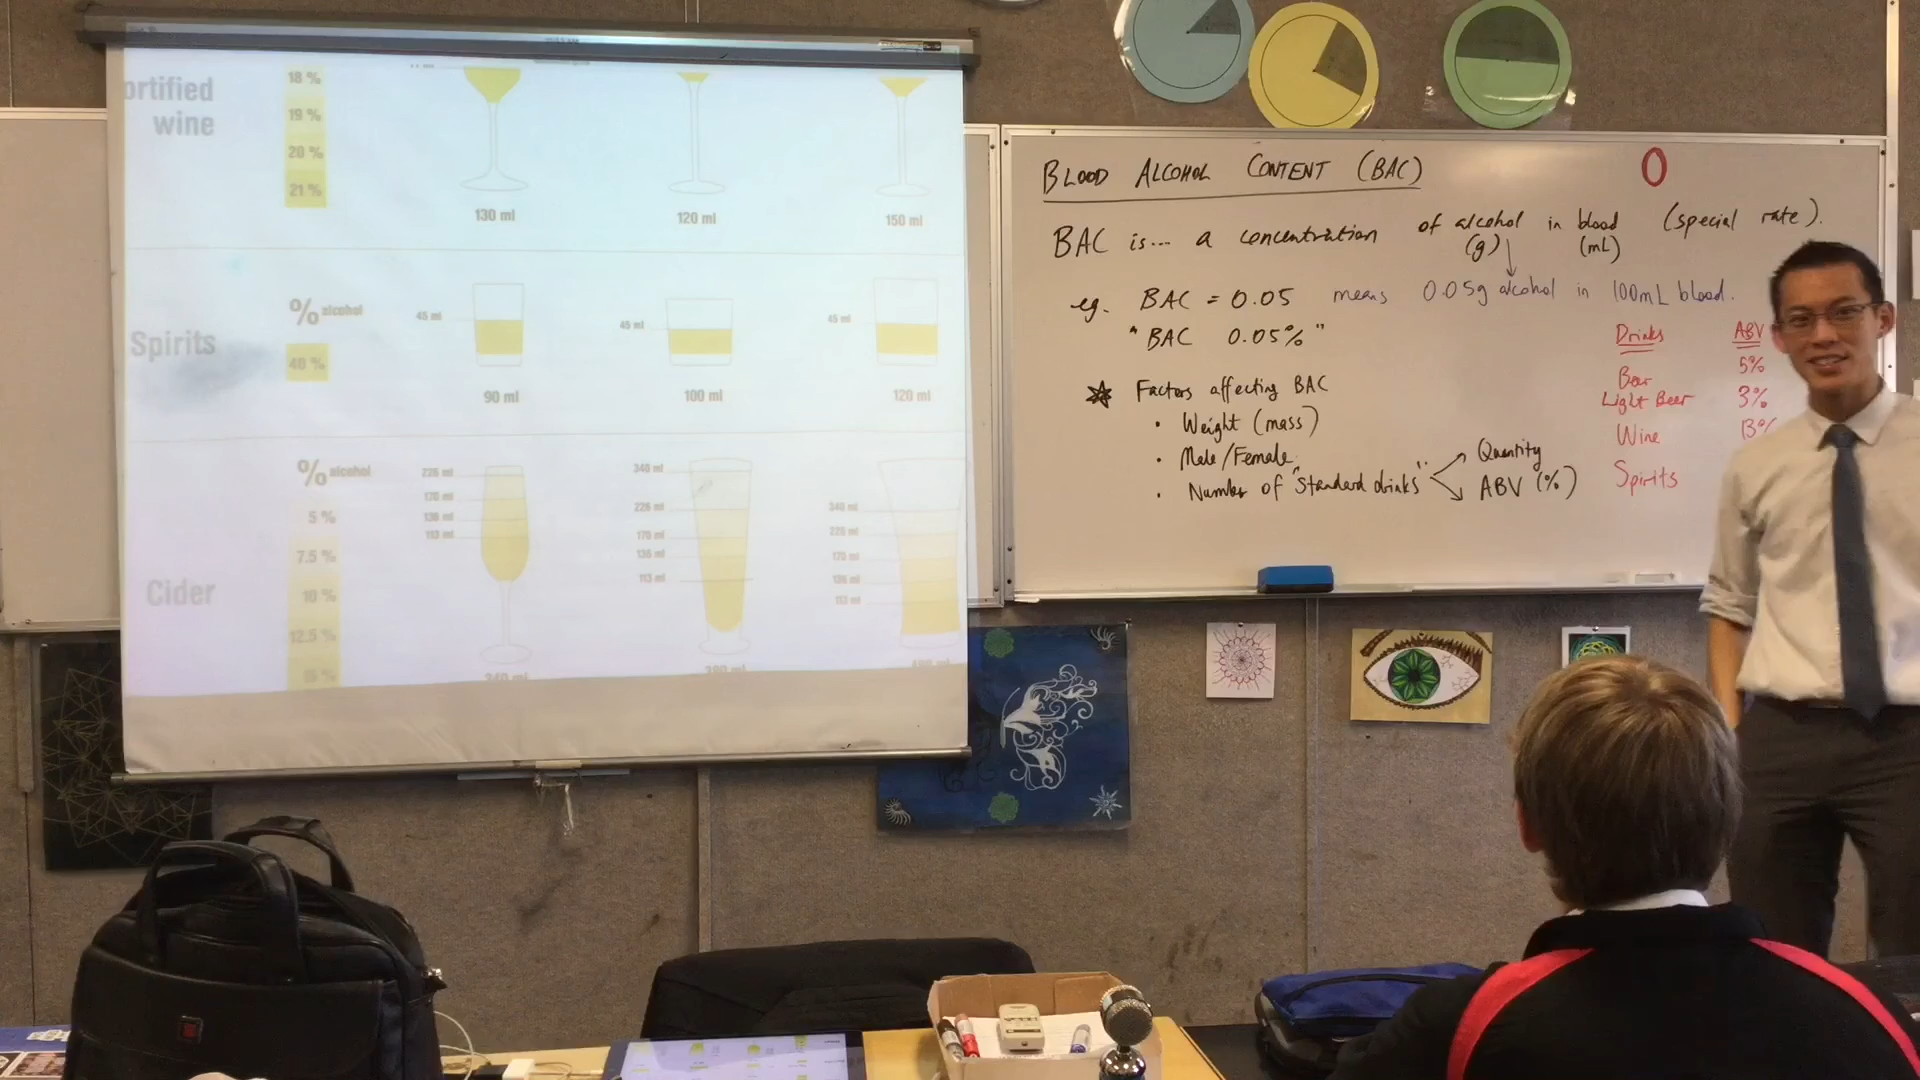 ortified
wine
18 %
19 %
20 %
21 %
130 ml
120 ml
150 ml
Spirits
% alcohol
40 %
45 ml
45 ml
45 ml
90 ml
100 ml
120 ml
Cider
% alcohol
5 %
7.5 %
10 %
12.5 %
226 ml
170 ml
136 ml
113 ml
340 ml
226 ml
170 ml
136 ml
113 ml
340 ml
226 ml
170 ml
136 ml
113 ml
BLOOD ALCOHOL CONTENT (BAC)
O
BAC is... a concentration of alcohol in blood (special rate).
(g) (mL)
eg. BAC = 0.05 means 0.05g alcohol in 100mL blood.
"BAC 0.05%"
Factors affecting BAC
• Weight (mass)
• Male/Female
• Number of "Standard drinks"
Quantity
ABV (%)
Drinks ABV
Beer 5%
Light Beer 3%
Wine 13%
Spirits